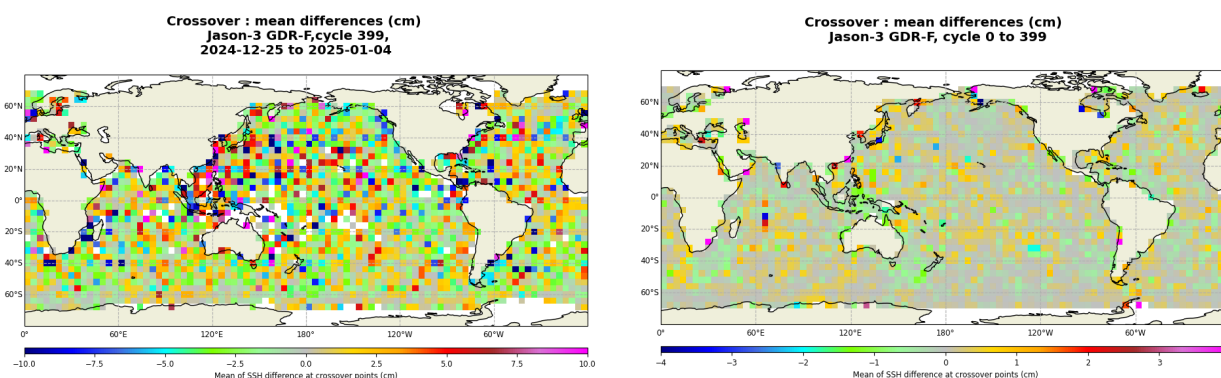 Crossover : mean differences (cm)
Jason-3 GDR-F,cycle 399,
2024-12-25 to 2025-01-04
60°N
40°N
20°N
0°
20°S
40°S
60°S
0° 60°E 120°E 180° 120°W 60°W
-10.0 -7.5 -5.0 -2.5 0.0 2.5 5.0 7.5 10.0
Mean of SSH difference at crossover points (cm)
Crossover : mean differences (cm)
Jason-3 GDR-F, cycle 0 to 399
60°N
40°N
20°N
0°
20°S
40°S
60°S
0° 60°E 120°E 180° 120°W 60°W
-4 -3 -2 -1 0 1 2 3
Mean of SSH difference at crossover points (cm)